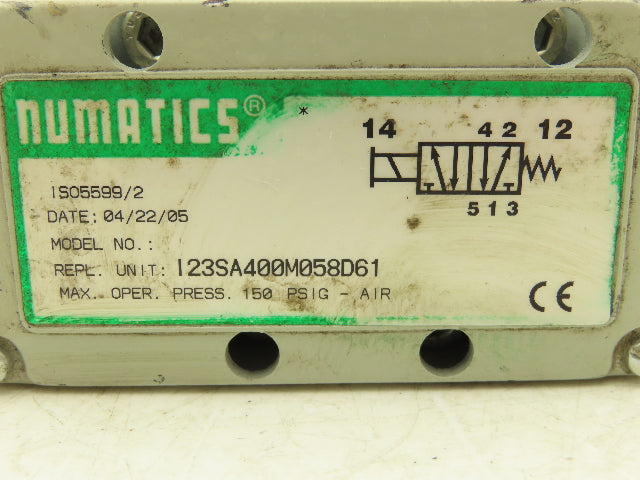 NUMATICS® *
14 4 2 12
5 1 3
ISO5599/2
DATE: 04/22/05
MODEL NO.:
REPL. UNIT: I23SA400M058D61
MAX. OPER. PRESS. 150 PSIG - AIR
CE